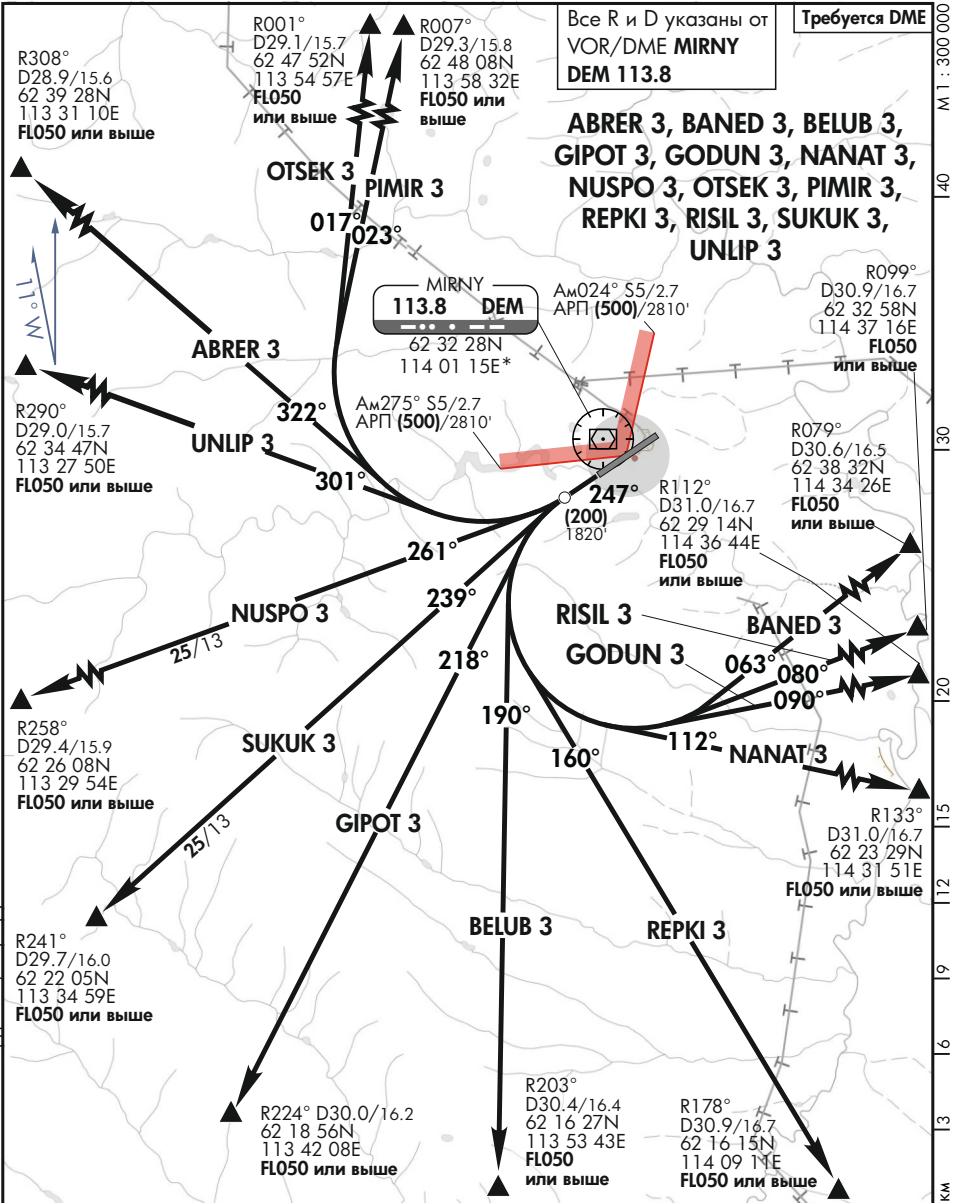 R001°
D29.1/15.7
62 47 52N
113 54 57E
FL050
или выше
R007°
D29.3/15.8
62 48 08N
113 58 32E
FL050 или
выше
Все R и D указаны от
VOR/DME MIRNY
DEM 113.8
Требуется DME
М 1 : 300 000
R308°
D28.9/15.6
62 39 28N
113 31 10E
FL050 или выше
ABRER 3, BANED 3, BELUB 3,
GIPOT 3, GODUN 3, NANAT 3,
NUSPO 3, OTSEK 3, PIMIR 3,
REPKI 3, RISIL 3, SUKUK 3,
UNLIP 3
OTSEK 3
PIMIR 3
017°
023°
140
11°W
MIRNY
113.8 DEM
62 32 28N
114 01 15E*
Ам024° S5/2.7
АРП (500)/2810'
R099°
D30.9/16.7
62 32 58N
114 37 16E
FL050
или выше
ABRER 3
322°
Ам275° S5/2.7
АРП (500)/2810'
R290°
D29.0/15.7
62 34 47N
113 27 50E
FL050 или выше
UNLIP 3
301°
R079°
D30.6/16.5
62 38 32N
114 34 26E
FL050
или выше
130
247°
(200)
1820'
R112°
D31.0/16.7
62 29 14N
114 36 44E
FL050
или выше
261°
239°
NUSPO 3
25/13
RISIL 3
BANED 3
GODUN 3
063°
080°
090°
218°
120
190°
112°
NANAT 3
160°
R258°
D29.4/15.9
62 26 08N
113 29 54E
FL050 или выше
SUKUK 3
25/13
GIPOT 3
R133°
D31.0/16.7
62 23 29N
114 31 51E
FL050 или выше
115
112
BELUB 3
REPKI 3
R241°
D29.7/16.0
62 22 05N
113 34 59E
FL050 или выше
19
16
R224° D30.0/16.2
62 18 56N
113 42 08E
FL050 или выше
R203°
D30.4/16.4
62 16 27N
113 53 43E
FL050
или выше
R178°
D30.9/16.7
62 16 15N
114 09 11E
FL050 или выше
13
км